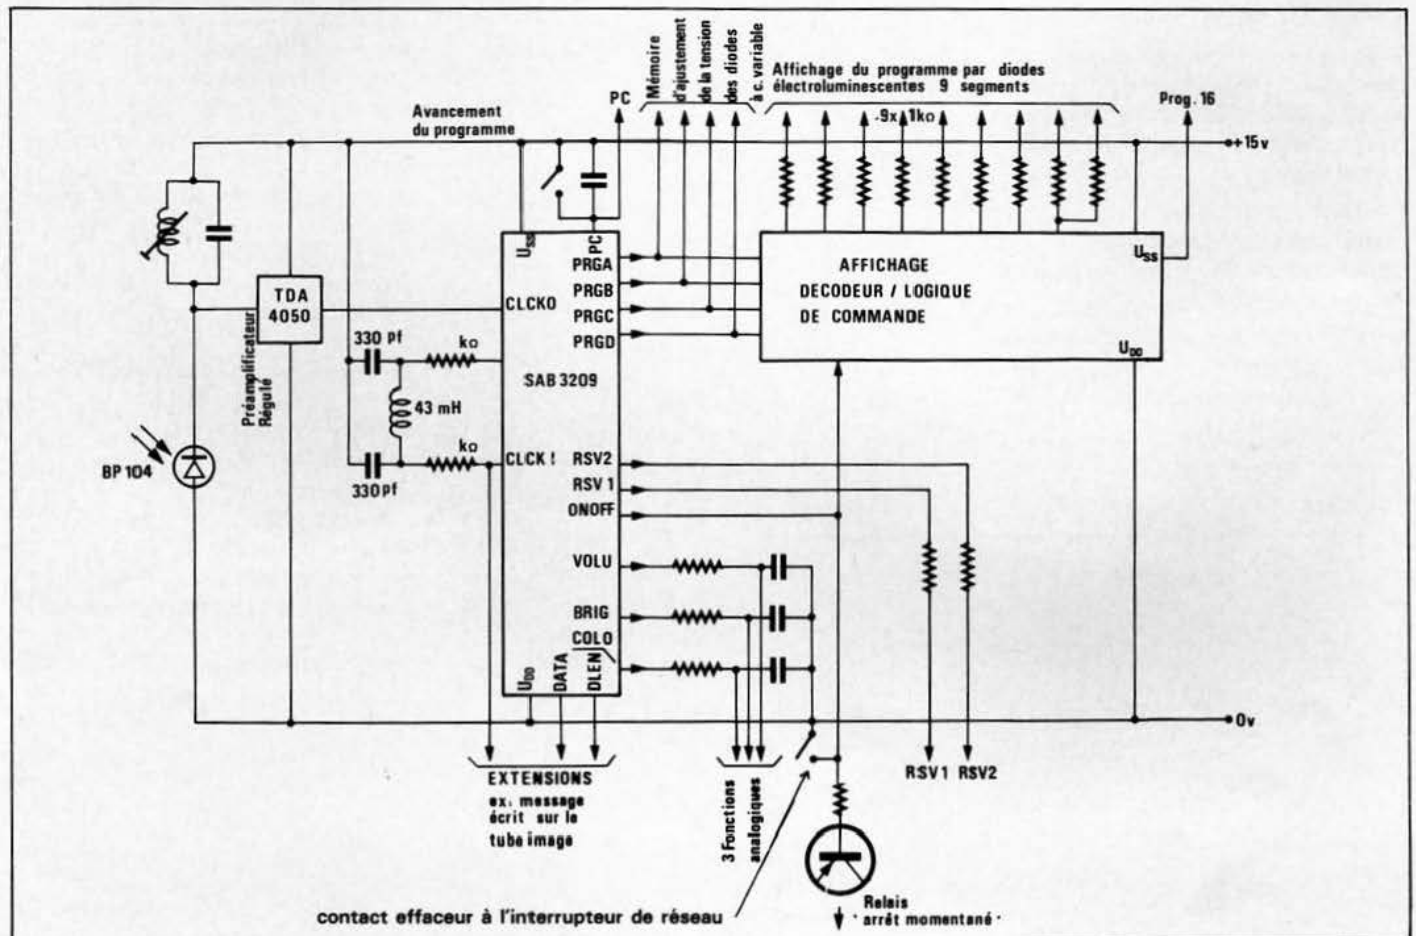 Mémoire
d'ajustement
de la tension
des diodes
à c. variable
Affichage du programme par diodes
électroluminescentes 9 segments
PC
Prog. 16
Avancement
du programme
.9x 1kΩ
+15v
USS
PC
PRGA
PRGB
PRGC
PRGD
AFFICHAGE
DECODEUR / LOGIQUE
DE COMMANDE
USS
UDD
TDA
4050
CLCKO
Préamplificateur
Régulé
330 pf
kΩ
SAB 3209
43 mH
kΩ
BP 104
330 pf
CLCK!
RSV2
RSV 1
ONOFF
VOLU
BRIG
COLO
UDD
DATA
DLEN
0v
EXTENSIONS
ex. message
écrit sur le
tube image
3 Fonctions
analogiques
RSV1 RSV2
Relais
arrêt momentané
contact effaceur à l'interrupteur de réseau